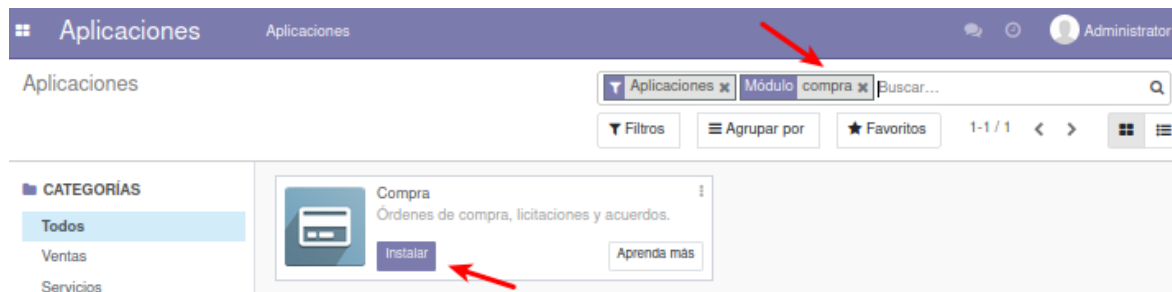 Aplicaciones Aplicaciones Administrator
Aplicaciones
Aplicaciones x Módulo compra x Buscar...
Filtros Agrupar por Favoritos 1-1 / 1
CATEGORÍAS
Todos
Ventas
Servicios
Compra
Órdenes de compra, licitaciones y acuerdos.
Instalar Aprenda más